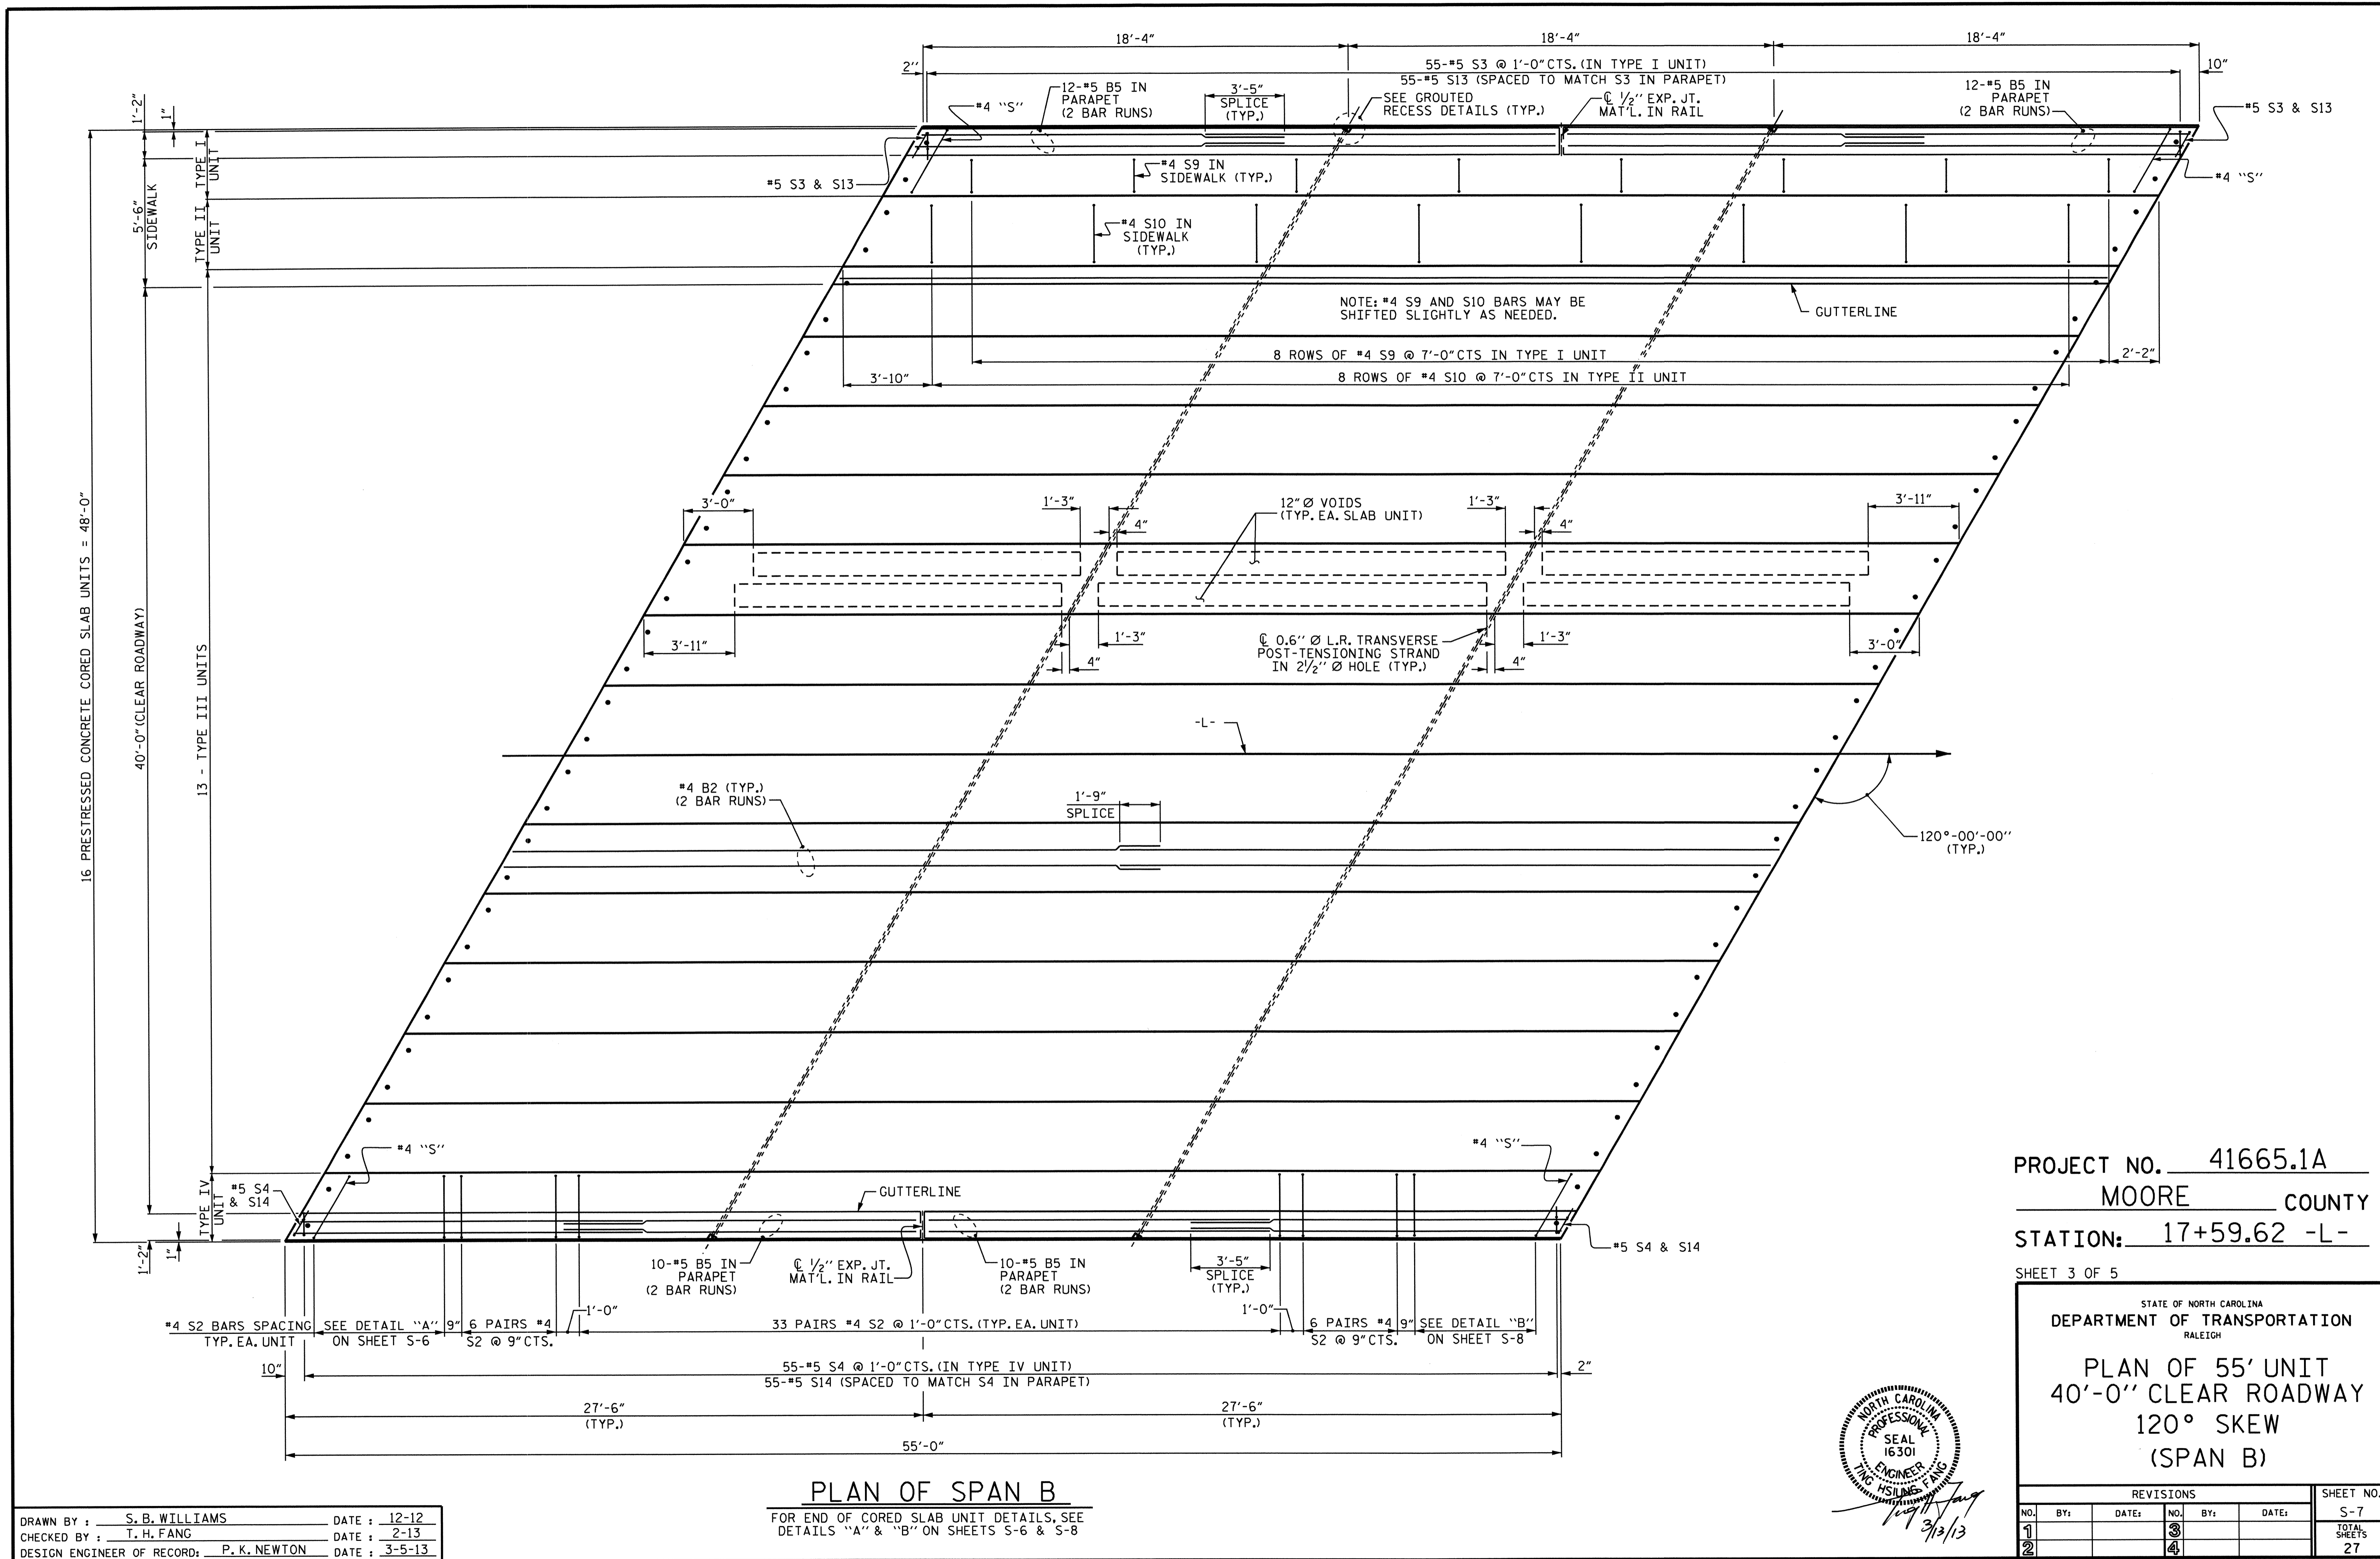 18'-4"
18'-4"
18'-4"
2"
55-#5 S3 @ 1'-0" CTS. (IN TYPE I UNIT)
55-#5 S13 (SPACED TO MATCH S3 IN PARAPET)
10"
12-#5 B5 IN
PARAPET
(2 BAR RUNS)
3'-5"
SPLICE
(TYP.)
SEE GROUTED
RECESS DETAILS (TYP.)
℄ 1/2" EXP. JT.
MAT'L. IN RAIL
12-#5 B5 IN
PARAPET
(2 BAR RUNS)
#4 "S"
#5 S3 & S13
1'-2"
1"
TYPE I
UNIT
#5 S3 & S13
#4 S9 IN
SIDEWALK (TYP.)
#4 "S"
5'-6"
SIDEWALK
TYPE II
UNIT
#4 S10 IN
SIDEWALK
(TYP.)
NOTE: #4 S9 AND S10 BARS MAY BE
SHIFTED SLIGHTLY AS NEEDED.
GUTTERLINE
8 ROWS OF #4 S9 @ 7'-0" CTS IN TYPE I UNIT
2'-2"
3'-10"
8 ROWS OF #4 S10 @ 7'-0" CTS IN TYPE II UNIT
16 PRESTRESSED CONCRETE CORED SLAB UNITS = 48'-0"
40'-0" (CLEAR ROADWAY)
13 - TYPE III UNITS
3'-0"
1'-3"
4"
12" Ø VOIDS
(TYP. EA. SLAB UNIT)
1'-3"
4"
3'-11"
3'-11"
1'-3"
4"
℄ 0.6" Ø L.R. TRANSVERSE
POST-TENSIONING STRAND
IN 2 1/2" Ø HOLE (TYP.)
1'-3"
4"
3'-0"
-L-
#4 B2 (TYP.)
(2 BAR RUNS)
1'-9"
SPLICE
120°-00'-00"
(TYP.)
#4 "S"
#4 "S"
TYPE IV
UNIT
#5 S4
& S14
GUTTERLINE
1'-2"
1"
10-#5 B5 IN
PARAPET
(2 BAR RUNS)
℄ 1/2" EXP. JT.
MAT'L. IN RAIL
10-#5 B5 IN
PARAPET
(2 BAR RUNS)
3'-5"
SPLICE
(TYP.)
#5 S4 & S14
#4 S2 BARS SPACING
TYP. EA. UNIT
SEE DETAIL "A"
ON SHEET S-6
9"
6 PAIRS #4
S2 @ 9" CTS.
1'-0"
33 PAIRS #4 S2 @ 1'-0" CTS. (TYP. EA. UNIT)
1'-0"
6 PAIRS #4
S2 @ 9" CTS.
9"
SEE DETAIL "B"
ON SHEET S-8
10"
55-#5 S4 @ 1'-0" CTS. (IN TYPE IV UNIT)
55-#5 S14 (SPACED TO MATCH S4 IN PARAPET)
2"
27'-6"
(TYP.)
27'-6"
(TYP.)
55'-0"
PLAN OF SPAN B
FOR END OF CORED SLAB UNIT DETAILS, SEE
DETAILS "A" & "B" ON SHEETS S-6 & S-8
DRAWN BY : S. B. WILLIAMS DATE : 12-12
CHECKED BY : T. H. FANG DATE : 2-13
DESIGN ENGINEER OF RECORD: P. K. NEWTON DATE : 3-5-13
NORTH CAROLINA
PROFESSIONAL
SEAL
16301
ENGINEER
TING HSIUNG FANG
3/13/13
PROJECT NO. 41665.1A
MOORE COUNTY
STATION: 17+59.62 -L-
SHEET 3 OF 5
STATE OF NORTH CAROLINA
DEPARTMENT OF TRANSPORTATION
RALEIGH
PLAN OF 55' UNIT
40'-0" CLEAR ROADWAY
120° SKEW
(SPAN B)
REVISIONS
SHEET NO.
S-7
NO. BY: DATE: NO. BY: DATE:
1 3
2 4
TOTAL
SHEETS
27